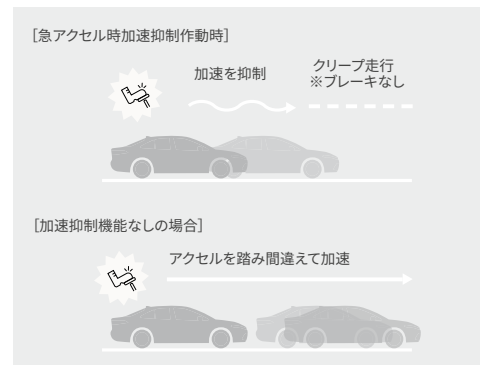 ［急アクセル時加速抑制作動時］
加速を抑制
クリープ走行
※ブレーキなし
［加速抑制機能なしの場合］
アクセルを踏み間違えて加速